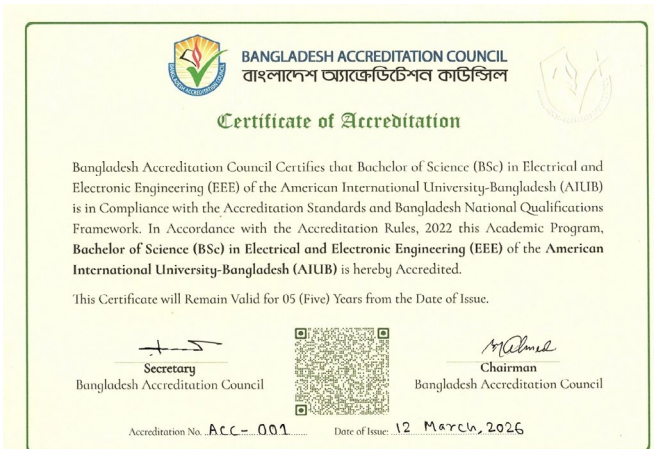 BANGLADESH ACCREDITATION COUNCIL
বাংলাদেশ অ্যাক্রেডিটেশন কাউন্সিল
Certificate of Accreditation
Bangladesh Accreditation Council Certifies that Bachelor of Science (BSc) in Electrical and
Electronic Engineering (EEE) of the American International University-Bangladesh (AIUB)
is in Compliance with the Accreditation Standards and Bangladesh National Qualifications
Framework. In Accordance with the Accreditation Rules, 2022 this Academic Program,
Bachelor of Science (BSc) in Electrical and Electronic Engineering (EEE) of the American
International University-Bangladesh (AIUB) is hereby Accredited.
This Certificate will Remain Valid for 05 (Five) Years from the Date of Issue.
Secretary
Bangladesh Accreditation Council
Chairman
Bangladesh Accreditation Council
Accreditation No. ACC- 001
Date of Issue: 12 March, 2026